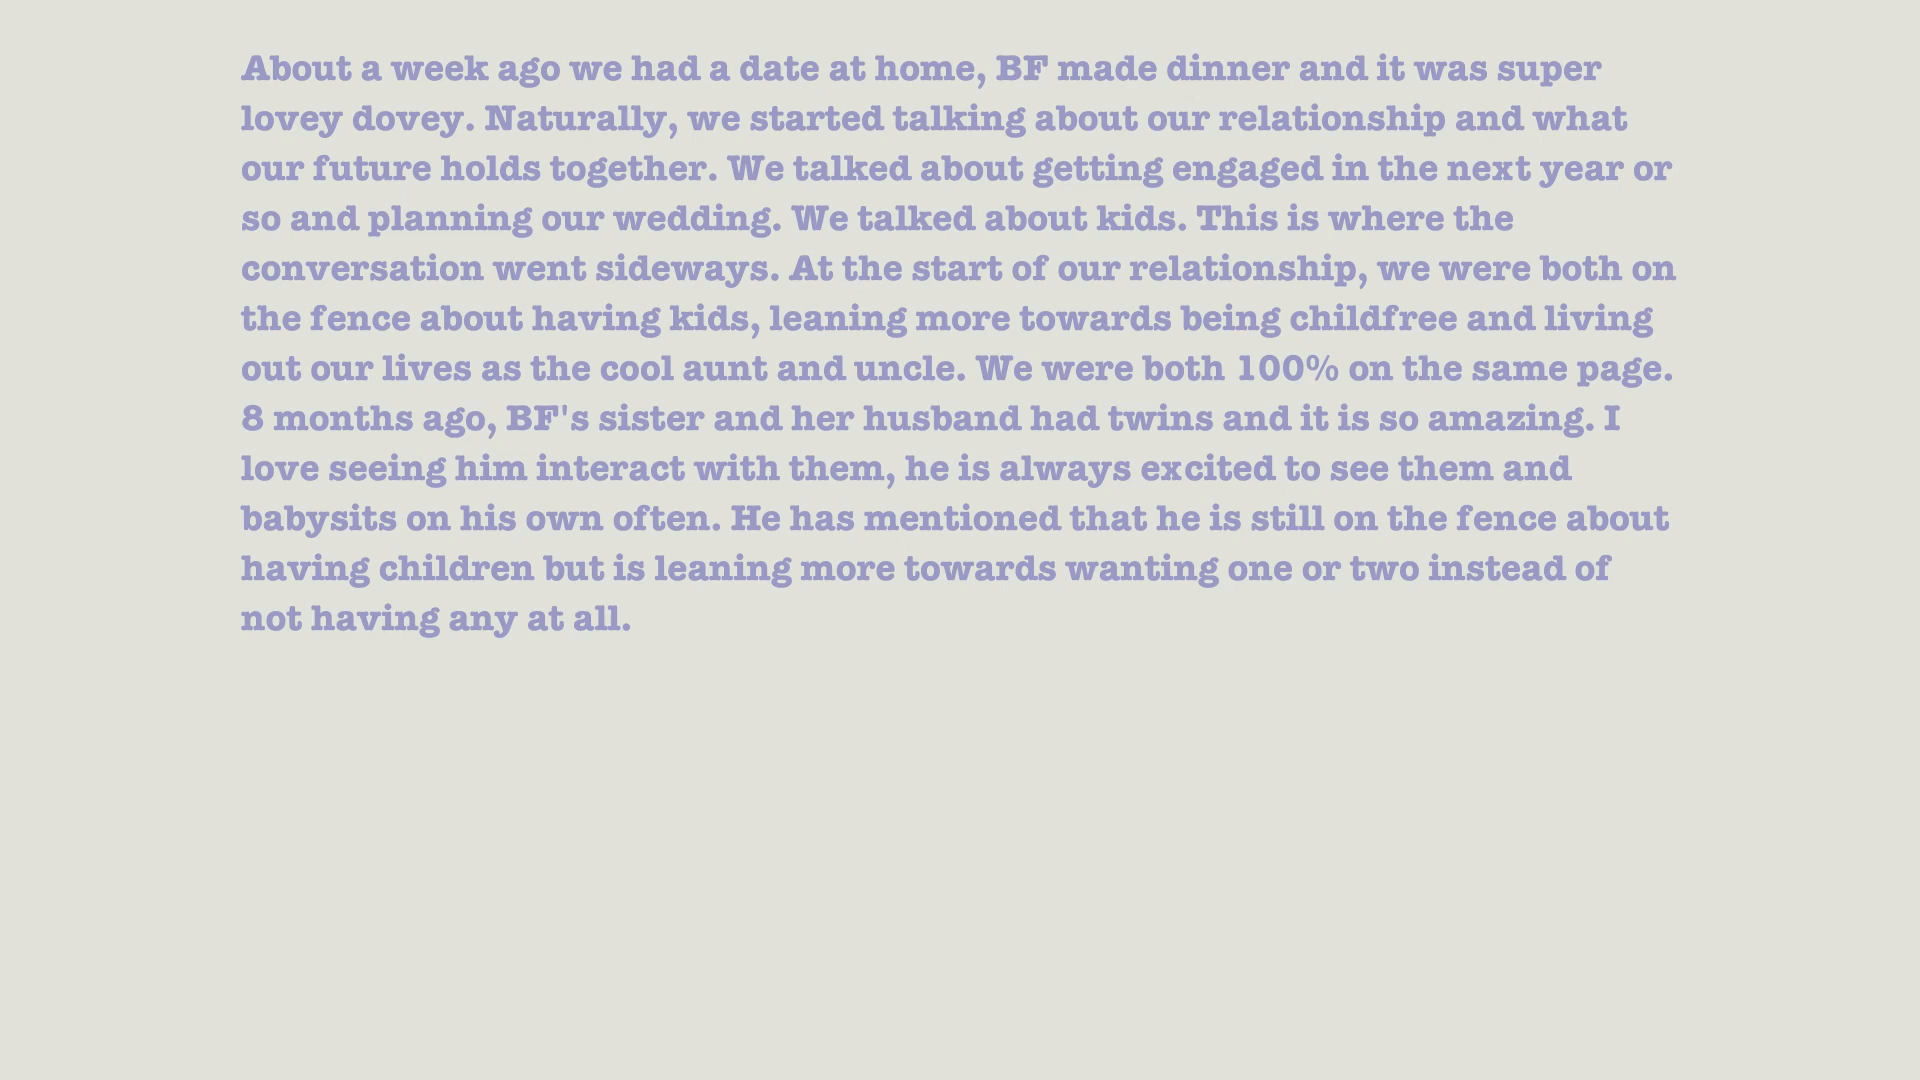 About a week ago we had a date at home, BF made dinner and it was super
lovey dovey. Naturally, we started talking about our relationship and what
our future holds together. We talked about getting engaged in the next year or
so and planning our wedding. We talked about kids. This is where the
conversation went sideways. At the start of our relationship, we were both on
the fence about having kids, leaning more towards being childfree and living
out our lives as the cool aunt and uncle. We were both 100% on the same page.
8 months ago, BF's sister and her husband had twins and it is so amazing. I
love seeing him interact with them, he is always excited to see them and
babysits on his own often. He has mentioned that he is still on the fence about
having children but is leaning more towards wanting one or two instead of
not having any at all.